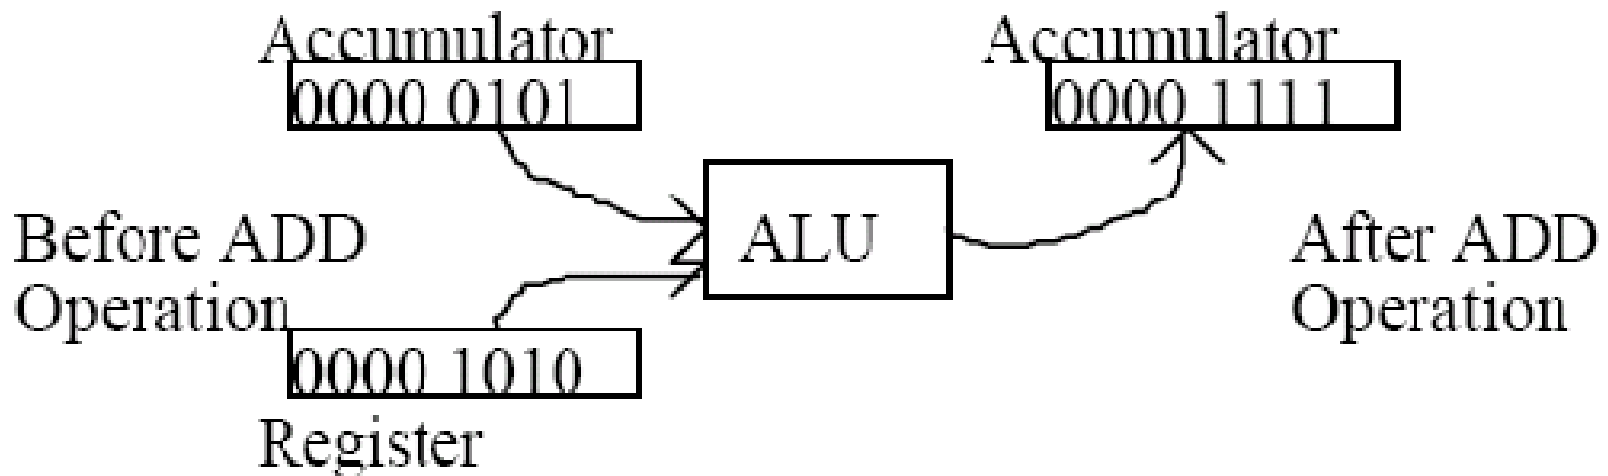 Accumulator
0000 0101
Accumulator
0000 1111
Before ADD
Operation
ALU
After ADD
Operation
0000 1010
Register